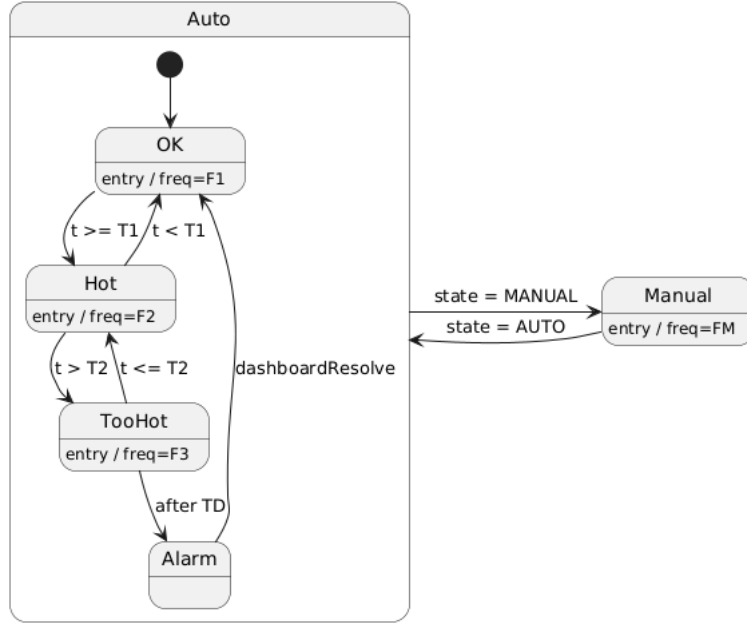 Auto
OK
entry / freq=F1
t >= T1
t < T1
Hot
entry / freq=F2
state = MANUAL
Manual
state = AUTO
entry / freq=FM
t > T2
t <= T2
dashboardResolve
TooHot
entry / freq=F3
after TD
Alarm